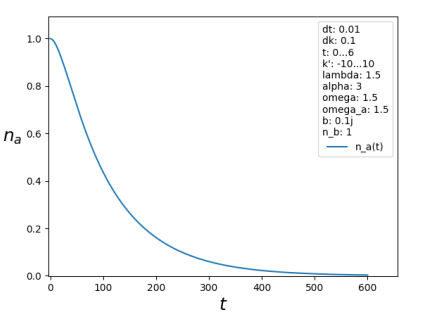 1.0
0.8
0.6
0.4
0.2
0.0
n_a
0
100
200
300
400
500
600
t
dt: 0.01
dk: 0.1
t: 0...6
k': -10...10
lambda: 1.5
alpha: 3
omega: 1.5
omega_a: 1.5
b: 0.1j
n_b: 1
n_a(t)